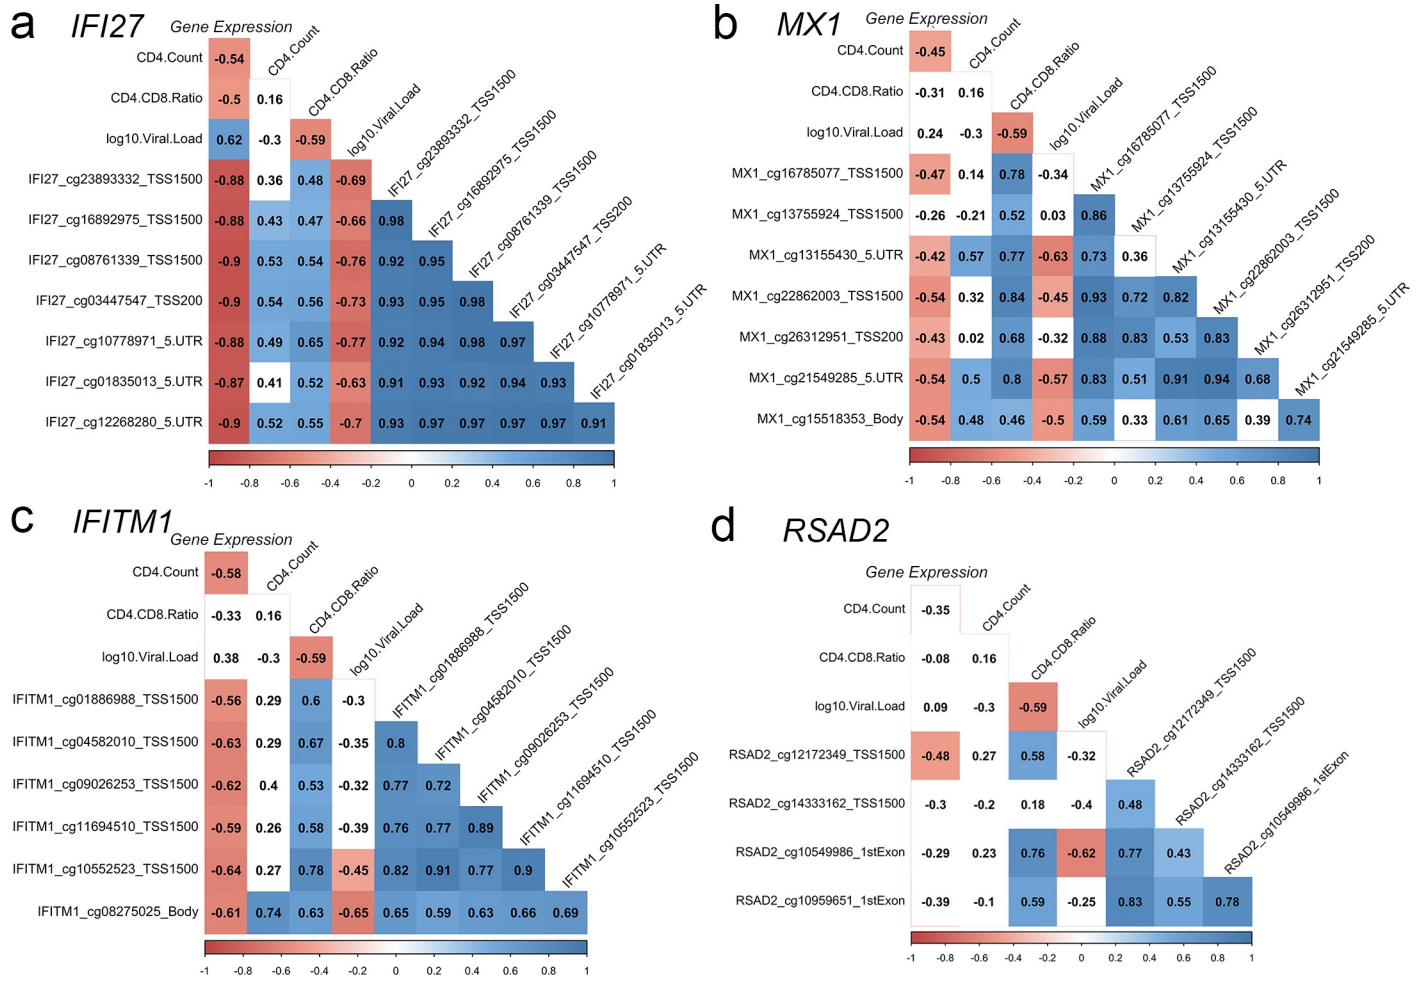 a IFI27 Gene Expression
CD4.Count -0.54 CD4.Count
CD4.CD8.Ratio -0.5 0.16 CD4.CD8.Ratio
log10.Viral.Load 0.62 -0.3 -0.59 log10.Viral.Load
IFI27_cg23893332_TSS1500 -0.88 0.36 0.48 -0.69 IFI27_cg23893332_TSS1500
IFI27_cg16892975_TSS1500 -0.88 0.43 0.47 -0.66 0.98 IFI27_cg16892975_TSS1500
IFI27_cg08761339_TSS1500 -0.9 0.53 0.54 -0.76 0.92 0.95 IFI27_cg08761339_TSS1500
IFI27_cg03447547_TSS200 -0.9 0.54 0.56 -0.73 0.93 0.95 0.98 IFI27_cg03447547_TSS200
IFI27_cg10778971_5.UTR -0.88 0.49 0.65 -0.77 0.92 0.94 0.98 0.97 IFI27_cg10778971_5.UTR
IFI27_cg01835013_5.UTR -0.87 0.41 0.52 -0.63 0.91 0.93 0.92 0.94 0.93 IFI27_cg01835013_5.UTR
IFI27_cg12268280_5.UTR -0.9 0.52 0.55 -0.7 0.93 0.97 0.97 0.97 0.97 0.91
-1 -0.8 -0.6 -0.4 -0.2 0 0.2 0.4 0.6 0.8 1
b MX1 Gene Expression
CD4.Count -0.45 CD4.Count
CD4.CD8.Ratio -0.31 0.16 CD4.CD8.Ratio
log10.Viral.Load 0.24 -0.3 -0.59 log10.Viral.Load
MX1_cg16785077_TSS1500 -0.47 0.14 0.78 -0.34 MX1_cg16785077_TSS1500
MX1_cg13755924_TSS1500 -0.26 -0.21 0.52 0.03 0.86 MX1_cg13755924_TSS1500
MX1_cg13155430_5.UTR -0.42 0.57 0.77 -0.63 0.73 0.36 MX1_cg13155430_5.UTR
MX1_cg22862003_TSS1500 -0.54 0.32 0.84 -0.45 0.93 0.72 0.82 MX1_cg22862003_TSS1500
MX1_cg26312951_TSS200 -0.43 0.02 0.68 -0.32 0.88 0.83 0.53 0.83 MX1_cg26312951_TSS200
MX1_cg21549285_5.UTR -0.54 0.5 0.8 -0.57 0.83 0.51 0.91 0.94 0.68 MX1_cg21549285_5.UTR
MX1_cg15518353_Body -0.54 0.48 0.46 -0.5 0.59 0.33 0.61 0.65 0.39 0.74
-1 -0.8 -0.6 -0.4 -0.2 0 0.2 0.4 0.6 0.8 1
c IFITM1
Gene Expression
CD4.Count -0.58 CD4.Count
CD4.CD8.Ratio -0.33 0.16 CD4.CD8.Ratio
log10.Viral.Load 0.38 -0.3 -0.59 log10.Viral.Load
IFITM1_cg01886988_TSS1500 -0.56 0.29 0.6 -0.3 IFITM1_cg01886988_TSS1500
IFITM1_cg04582010_TSS1500 -0.63 0.29 0.67 -0.35 0.8 IFITM1_cg04582010_TSS1500
IFITM1_cg09026253_TSS1500 -0.62 0.4 0.53 -0.32 0.77 0.72 IFITM1_cg09026253_TSS1500
IFITM1_cg11694510_TSS1500 -0.59 0.26 0.58 -0.39 0.76 0.77 0.89 IFITM1_cg11694510_TSS1500
IFITM1_cg10552523_TSS1500 -0.64 0.27 0.78 -0.45 0.82 0.91 0.77 0.9 IFITM1_cg10552523_TSS1500
IFITM1_cg08275025_Body -0.61 0.74 0.63 -0.65 0.65 0.59 0.63 0.66 0.69
-1 -0.8 -0.6 -0.4 -0.2 0 0.2 0.4 0.6 0.8 1
d RSAD2
Gene Expression
CD4.Count -0.35 CD4.Count
CD4.CD8.Ratio -0.08 0.16 CD4.CD8.Ratio
log10.Viral.Load 0.09 -0.3 -0.59 log10.Viral.Load
RSAD2_cg12172349_TSS1500 -0.48 0.27 0.58 -0.32 RSAD2_cg12172349_TSS1500
RSAD2_cg14333162_TSS1500 -0.3 -0.2 0.18 -0.4 0.48 RSAD2_cg14333162_TSS1500
RSAD2_cg10549986_1stExon -0.29 0.23 0.76 -0.62 0.77 0.43 RSAD2_cg10549986_1stExon
RSAD2_cg10959651_1stExon -0.39 -0.1 0.59 -0.25 0.83 0.55 0.78
-1 -0.8 -0.6 -0.4 -0.2 0 0.2 0.4 0.6 0.8 1